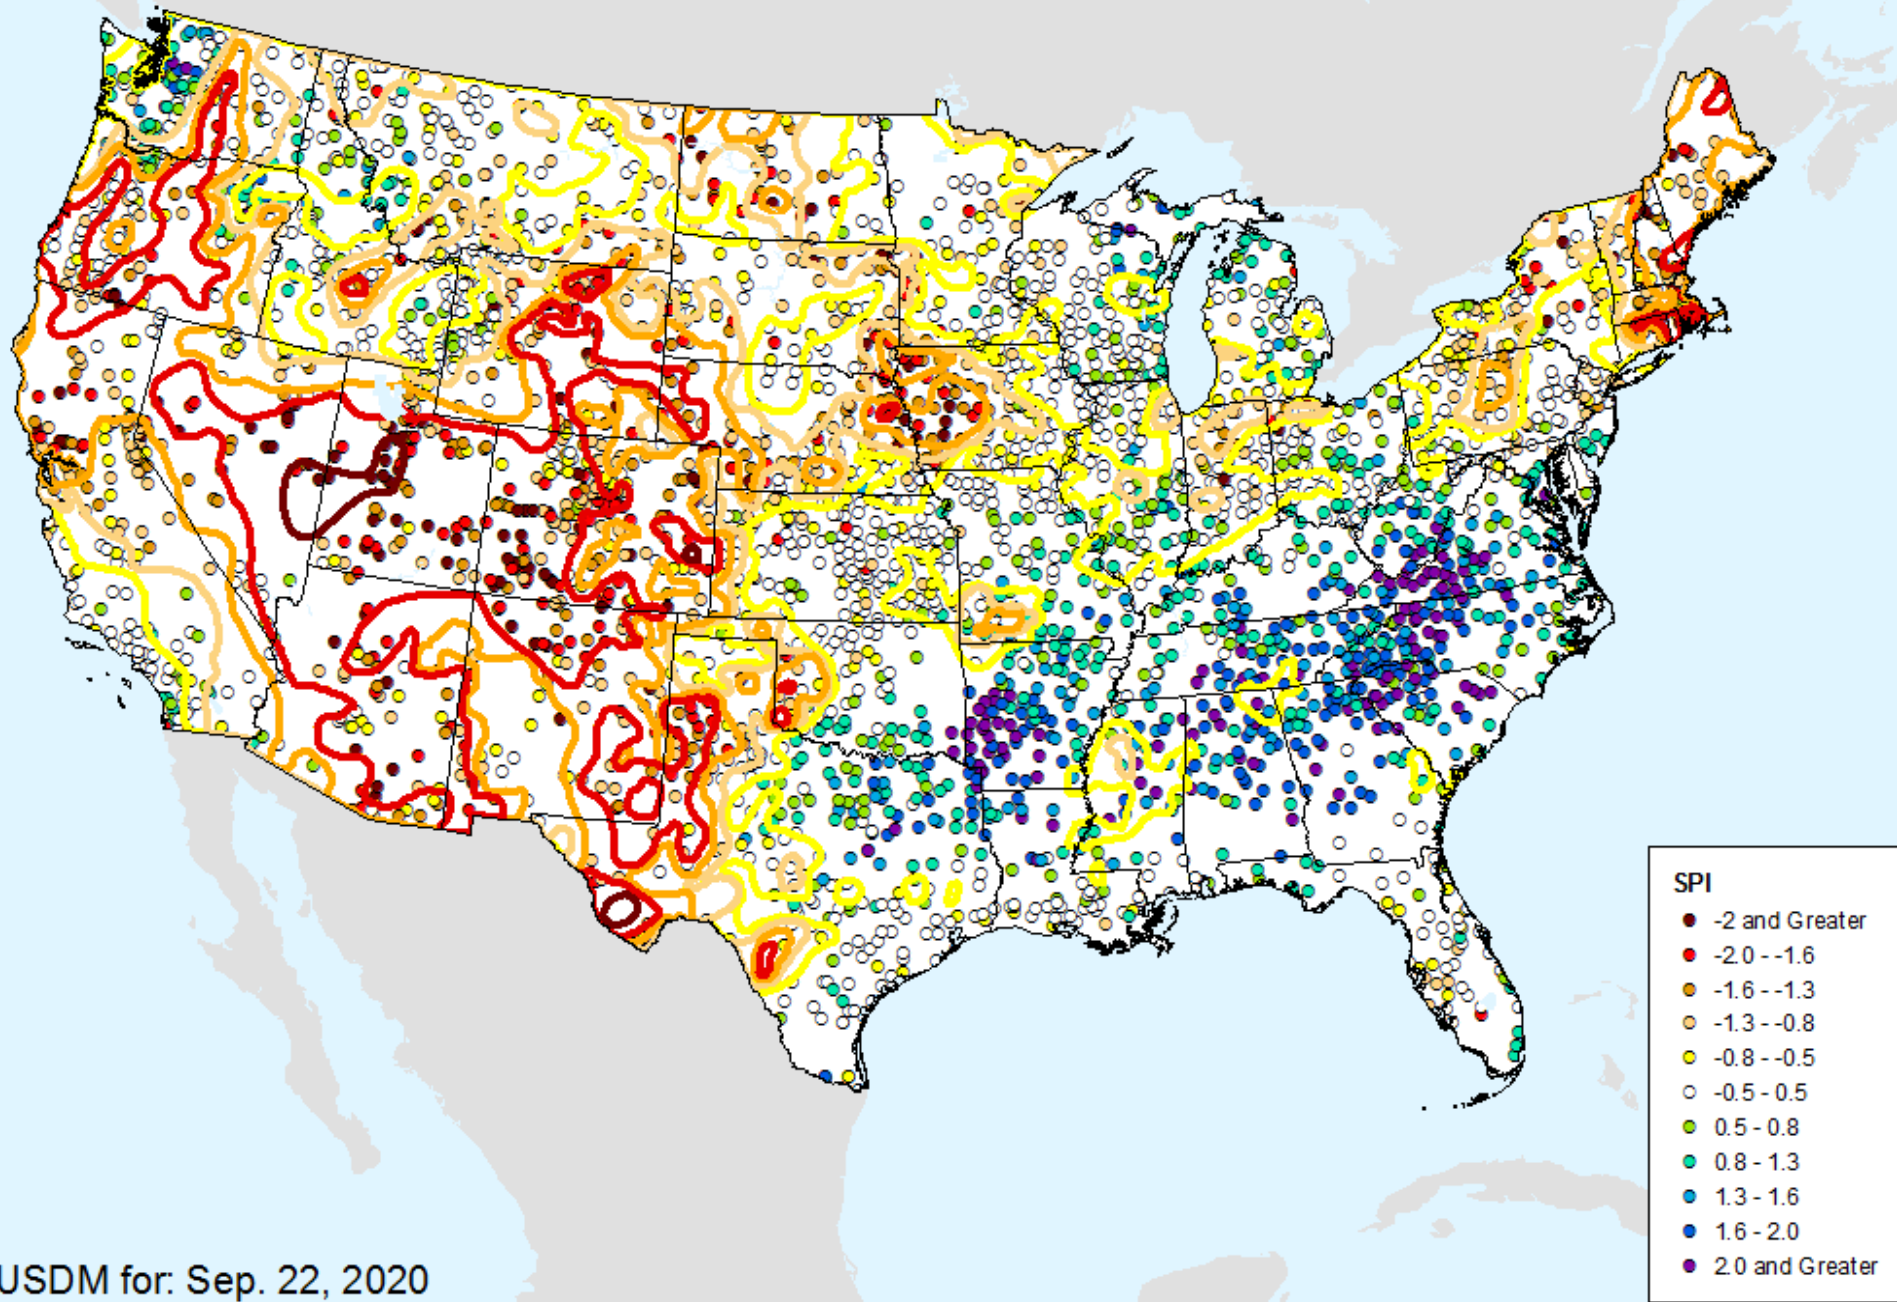 SPI
-2 and Greater
-2.0 - -1.6
-1.6 - -1.3
-1.3 - -0.8
-0.8 - -0.5
-0.5 - 0.5
0.5 - 0.8
0.8 - 1.3
1.3 - 1.6
1.6 - 2.0
2.0 and Greater
USDM for: Sep. 22, 2020